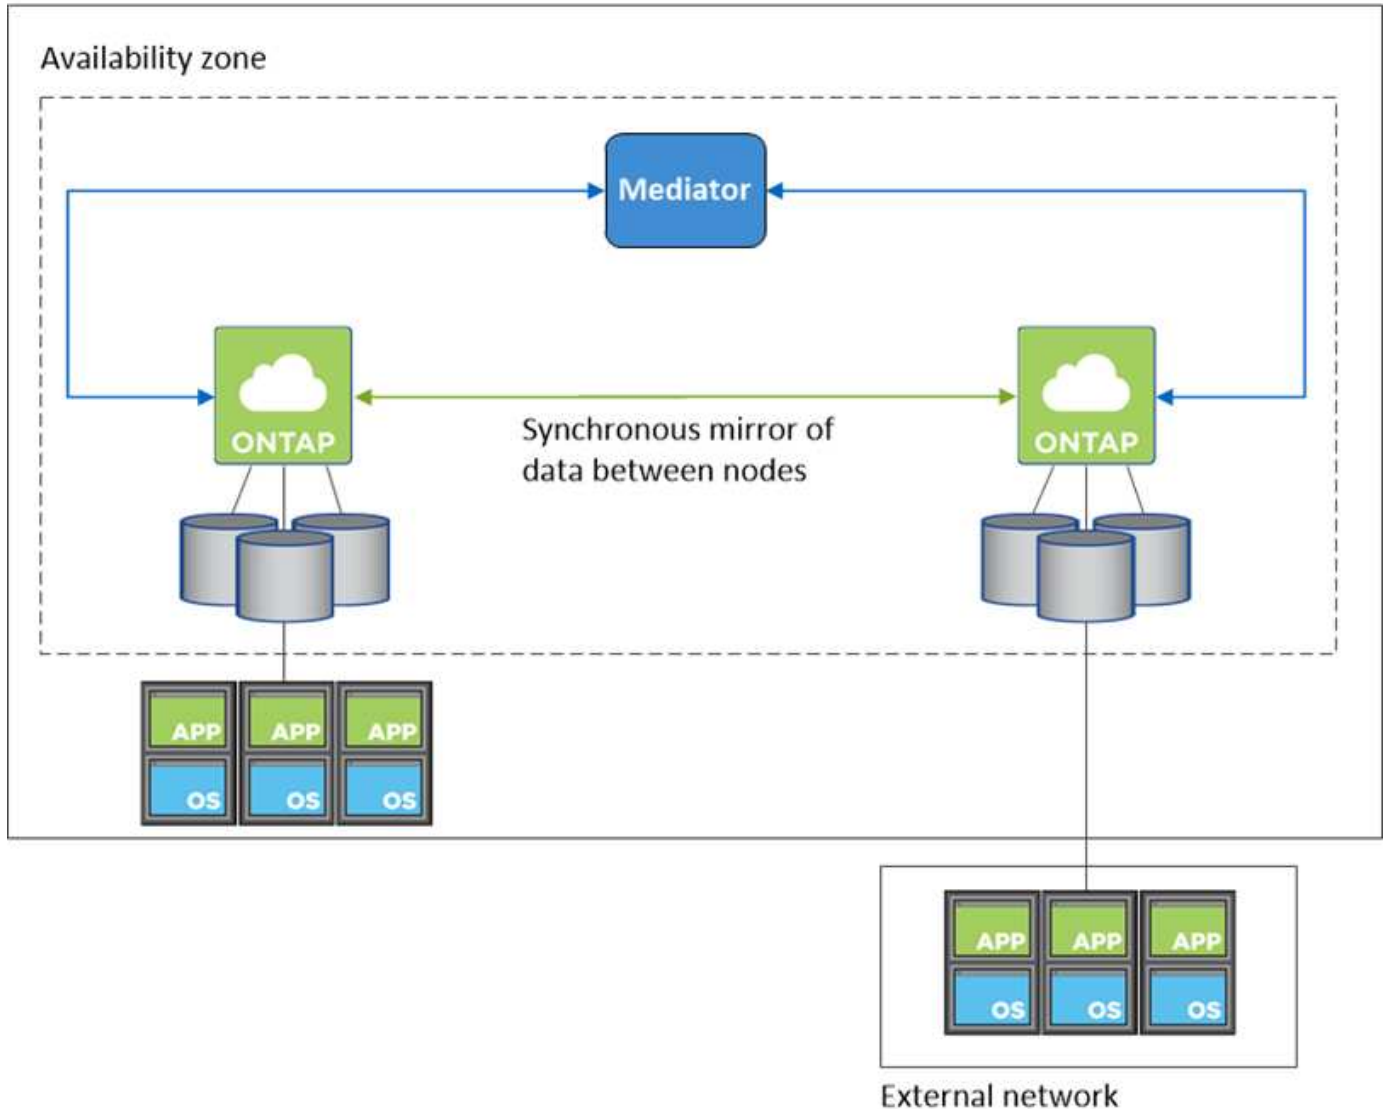 Availability zone
Mediator
ONTAP
ONTAP
Synchronous mirror of
data between nodes
APP APP APP
OS OS OS
APP APP APP
OS OS OS
External network